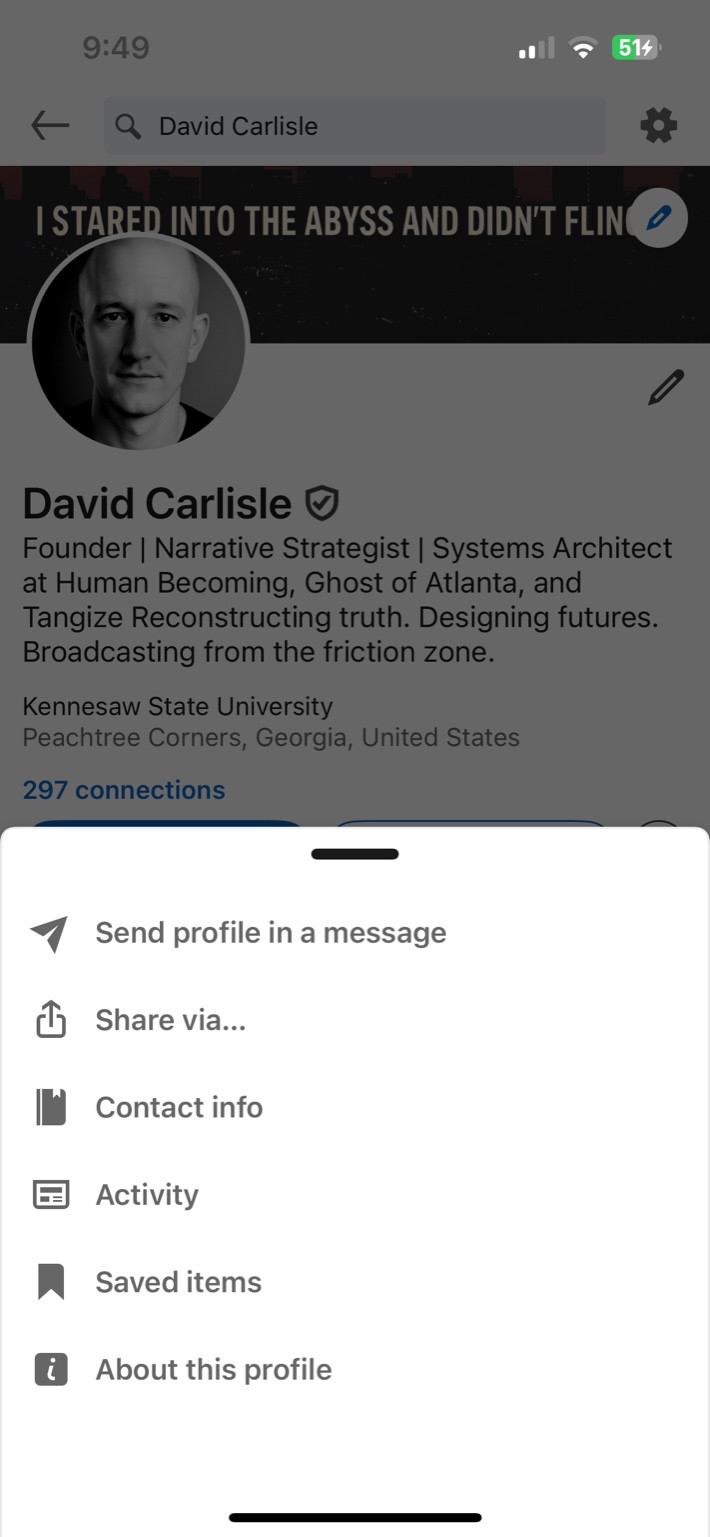 9:49
51
David Carlisle
I STARED INTO THE ABYSS AND DIDN'T FLIN
David Carlisle
Founder | Narrative Strategist | Systems Architect
at Human Becoming, Ghost of Atlanta, and
Tangize Reconstructing truth. Designing futures.
Broadcasting from the friction zone.
Kennesaw State University
Peachtree Corners, Georgia, United States
297 connections
Send profile in a message
Share via...
Contact info
Activity
Saved items
About this profile